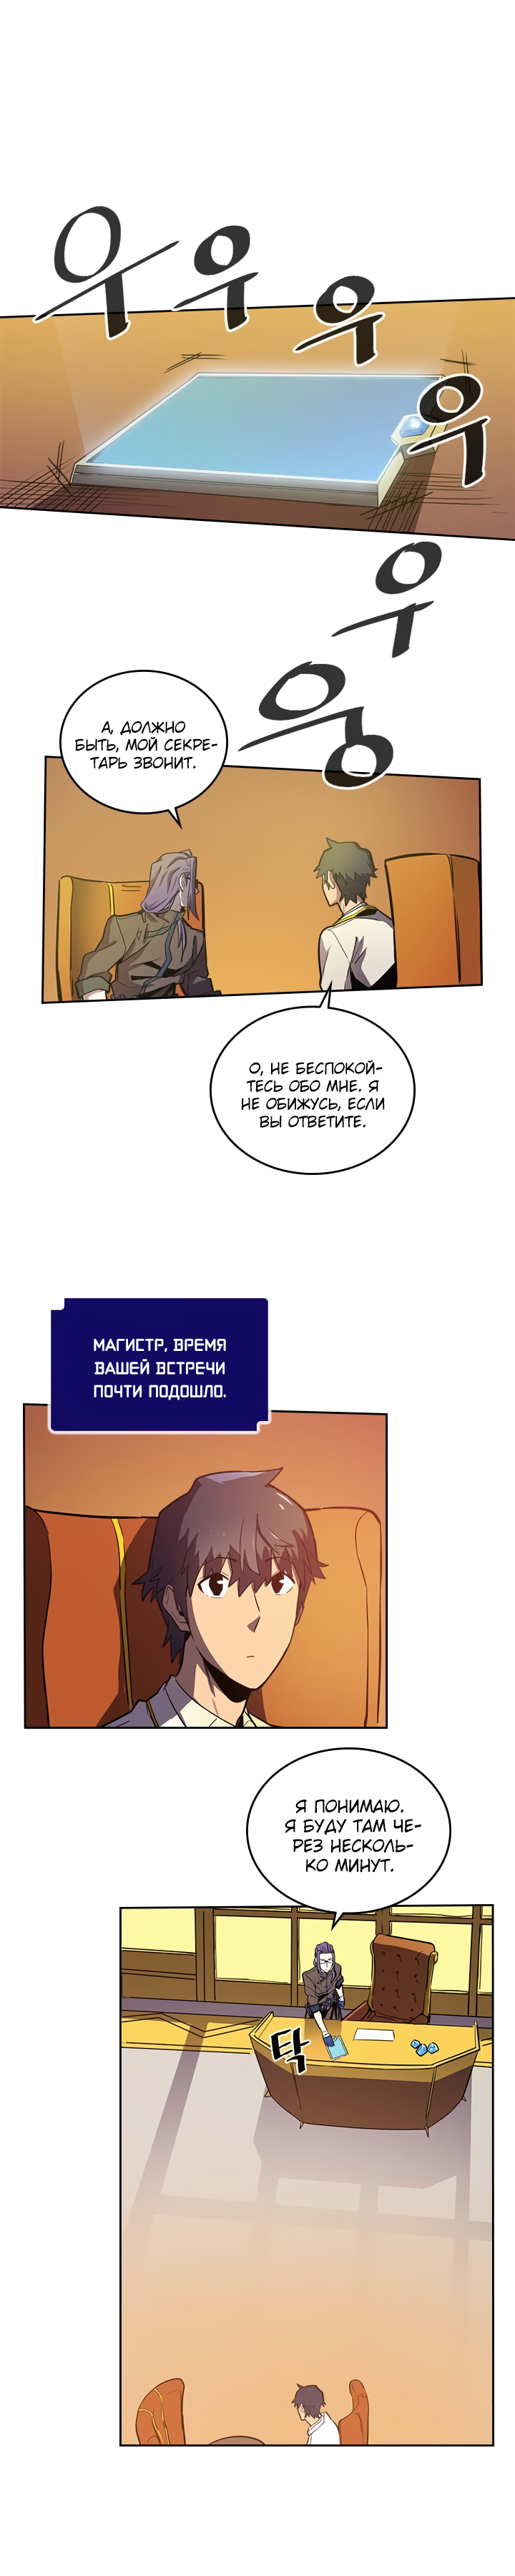 우우우우우웅
А, ДОЛЖНО
БЫТЬ, МОЙ СЕКРЕ-
ТАРЬ ЗВОНИТ.
О, НЕ БЕСПОКОЙ-
ТЕСЬ ОБО МНЕ. Я
НЕ ОБИЖУСЬ, ЕСЛИ
ВЫ ОТВЕТИТЕ.
МАГИСТР, ВРЕМЯ
ВАШЕЙ ВСТРЕЧИ
ПОЧТИ ПОДОШЛО.
Я ПОНИМАЮ.
Я БУДУ ТАМ ЧЕ-
РЕЗ НЕСКОЛЬ-
КО МИНУТ.
탁